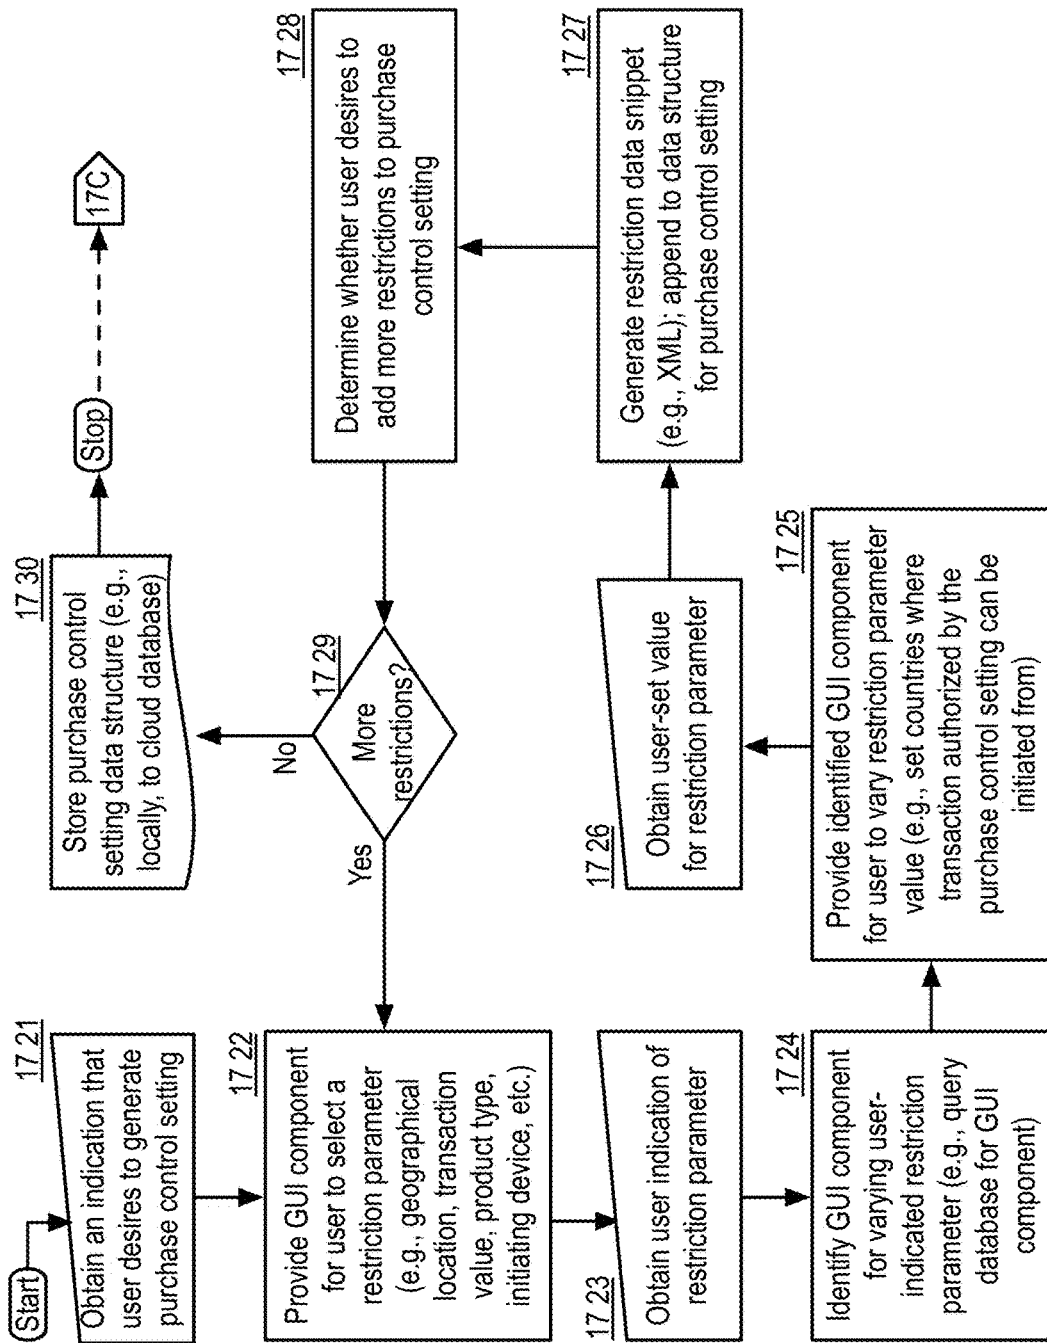 Start
17 21
Obtain an indication that
user desires to generate
purchase control setting
17 22
Provide GUI component
for user to select a
restriction parameter
(e.g., geographical
location, transaction
value, product type,
initiating device, etc.)
17 23
Obtain user indication of
restriction parameter
17 24
Identify GUI component
for varying user-
indicated restriction
parameter (e.g., query
database for GUI
component)
17 25
Provide identified GUI component
for user to vary restriction parameter
value (e.g., set countries where
transaction authorized by the
purchase control setting can be
initiated from)
17 26
Obtain user-set value
for restriction parameter
17 27
Generate restriction data snippet
(e.g., XML); append to data structure
for purchase control setting
17 28
Determine whether user desires to
add more restrictions to purchase
control setting
17 29
More
restrictions?
Yes
No
17 30
Store purchase control
setting data structure (e.g.,
locally, to cloud database)
Stop
17C